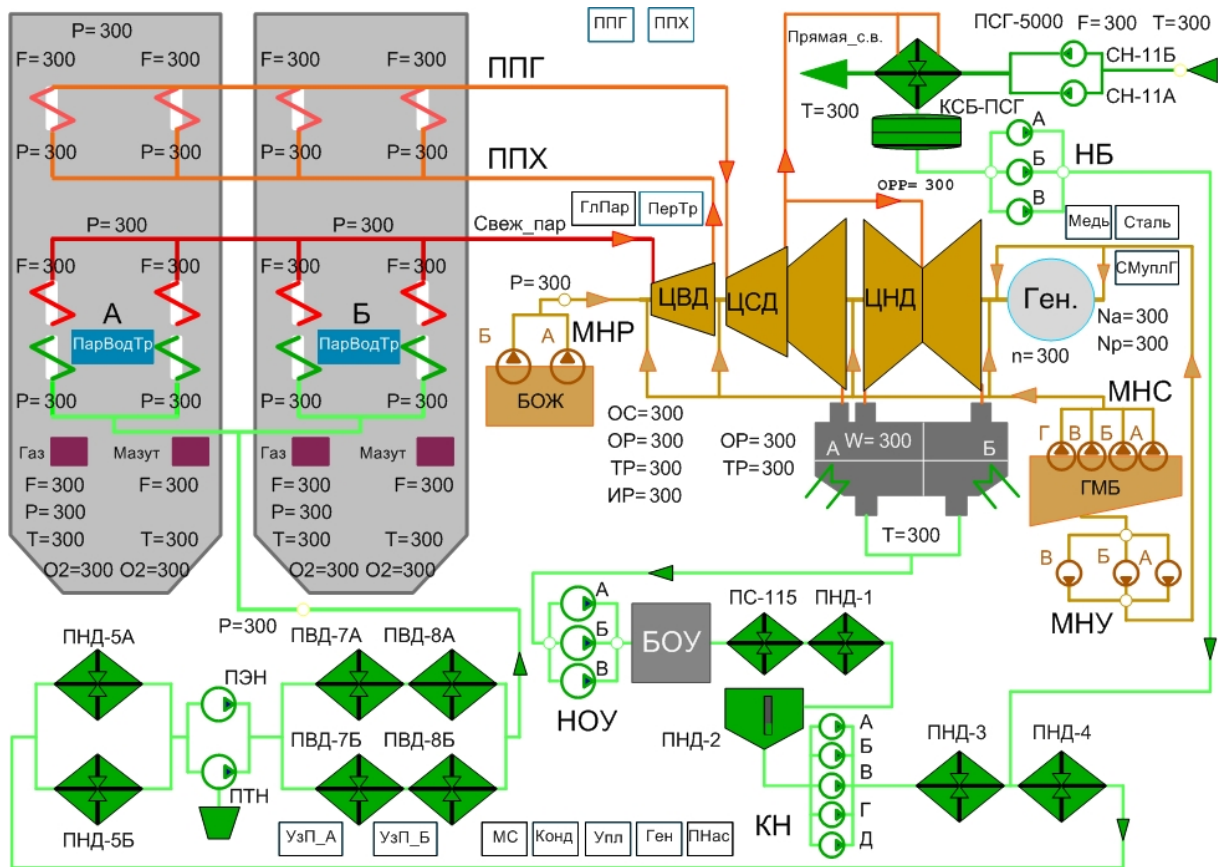 P= 300
F= 300
F= 300
P= 300
P= 300
P= 300
F= 300
F= 300
А
ПарВодТр
P= 300
P= 300
Газ
Мазут
F= 300
F= 300
P= 300
T= 300
T=300
O2=300
O2=300
F= 300
F= 300
P= 300
P= 300
P= 300
F= 300
F= 300
Б
ПарВодТр
P= 300
P= 300
Газ
Мазут
F= 300
F= 300
P= 300
T= 300
T=300
O2=300
O2=300
ППГ
ППХ
ППГ
ППХ
Свеж_пар
ГлПар
ПерТр
Прямая_с.в.
T= 300
ПСГ-5000
F= 300
T= 300
СН-11Б
СН-11А
КСБ-ПСГ
А
Б
В
НБ
OPP= 300
Медь
Сталь
СМуплГ
P= 300
МНР
Б
А
БОЖ
ЦВД
ЦСД
ЦНД
Ген.
Na= 300
Np= 300
n= 300
МНС
ОС= 300
ОР= 300
ТР= 300
ИР= 300
ОР= 300
ТР= 300
А
W= 300
Б
T= 300
Г
В
Б
А
ГМБ
В
Б
А
МНУ
P= 300
ПНД-5А
ПНД-5Б
ПЭН
ПТН
ПВД-7А
ПВД-8А
ПВД-7Б
ПВД-8Б
А
Б
В
НОУ
БОУ
ПС-115
ПНД-1
ПНД-2
А
Б
В
Г
Д
КН
ПНД-3
ПНД-4
УзП_А
УзП_Б
МС
Конд
Упл
Ген
ПНас